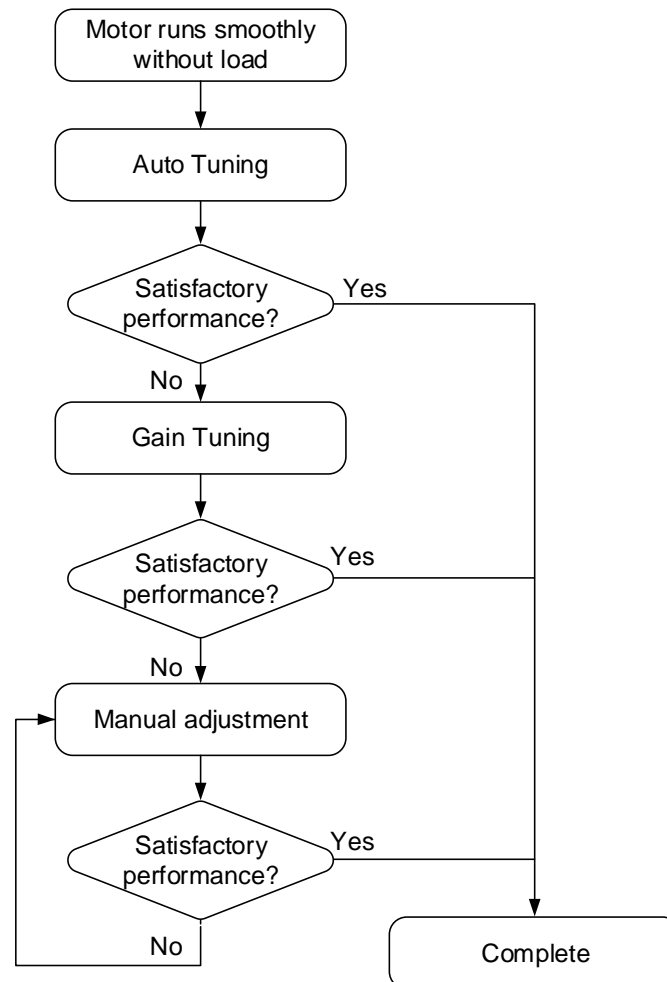 Motor runs smoothly
without load
Auto Tuning
Satisfactory
performance?
Yes
No
Gain Tuning
Satisfactory
performance?
Yes
No
Manual adjustment
Satisfactory
performance?
Yes
No
Complete